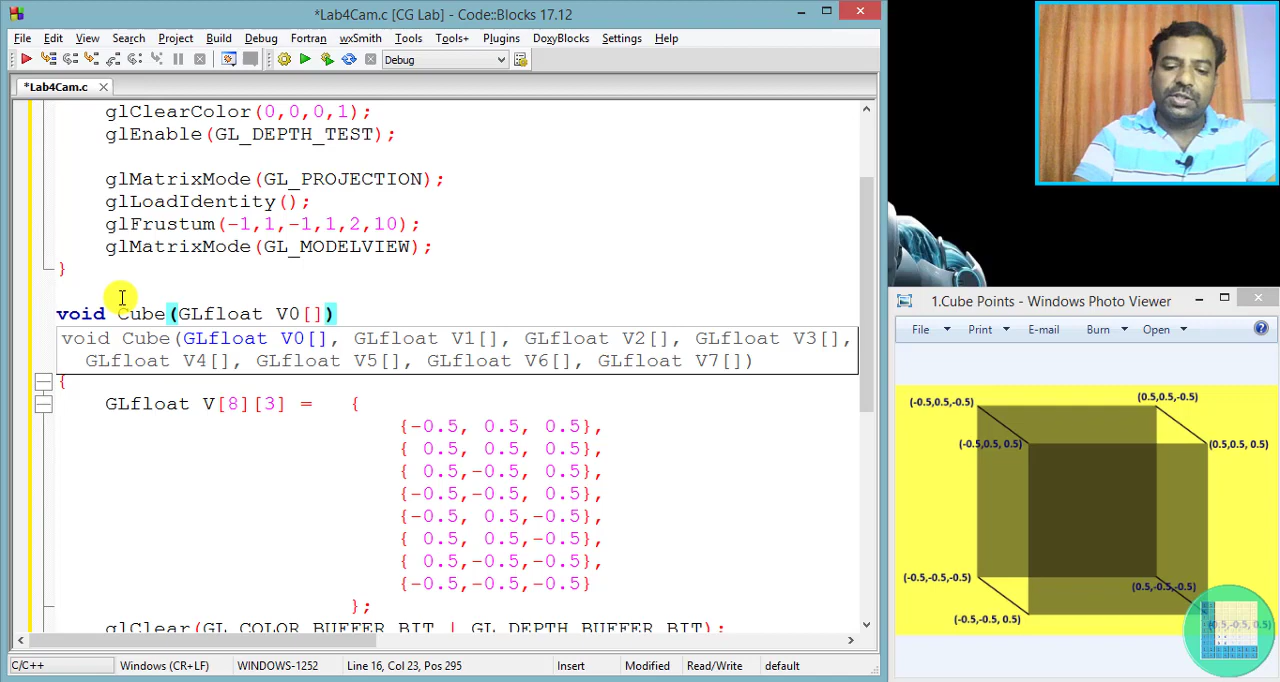 *Lab4Cam.c [CG Lab] - Code::Blocks 17.12
File Edit View Search Project Build Debug Fortran wxSmith Tools Tools+ Plugins DoxyBlocks Settings Help
Debug
*Lab4Cam.c
glClearColor(0,0,0,1);
glEnable(GL_DEPTH_TEST);
glMatrixMode(GL_PROJECTION);
glLoadIdentity();
glFrustum(-1,1,-1,1,2,10);
glMatrixMode(GL_MODELVIEW);
}
void Cube(GLfloat V0[])
void Cube(GLfloat V0[], GLfloat V1[], GLfloat V2[], GLfloat V3[],
GLfloat V4[], GLfloat V5[], GLfloat V6[], GLfloat V7[])
{
GLfloat V[8][3] = {
{-0.5, 0.5, 0.5},
{ 0.5, 0.5, 0.5},
{ 0.5,-0.5, 0.5},
{-0.5,-0.5, 0.5},
{-0.5, 0.5,-0.5},
{ 0.5, 0.5,-0.5},
{ 0.5,-0.5,-0.5},
{-0.5,-0.5,-0.5}
};
glClear(GL_COLOR_BUFFER_BIT | GL_DEPTH_BUFFER_BIT);
C/C++ Windows (CR+LF) WINDOWS-1252 Line 16, Col 23, Pos 295 Insert Modified Read/Write default
1.Cube Points - Windows Photo Viewer
File Print E-mail Burn Open
(-0.5,0.5,-0.5)
(0.5,0.5,-0.5)
(-0.5,0.5, 0.5)
(0.5,0.5, 0.5)
(-0.5,-0.5,-0.5)
(0.5,-0.5,-0.5)
(-0.5,-0.5, 0.5)
(0.5,-0.5, 0.5)